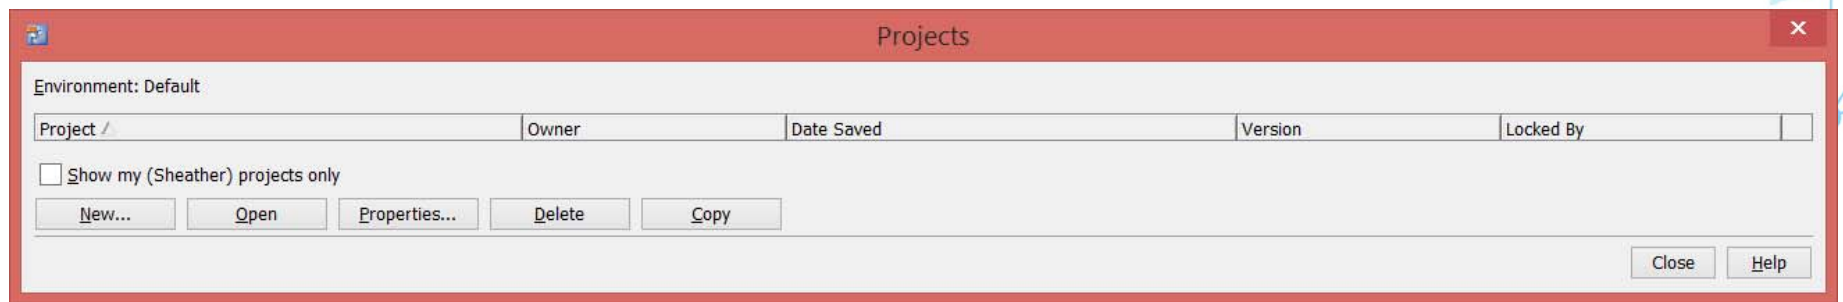 Projects
Environment: Default
Project Owner Date Saved Version Locked By
Show my (Sheather) projects only
New... Open Properties... Delete Copy
Close Help